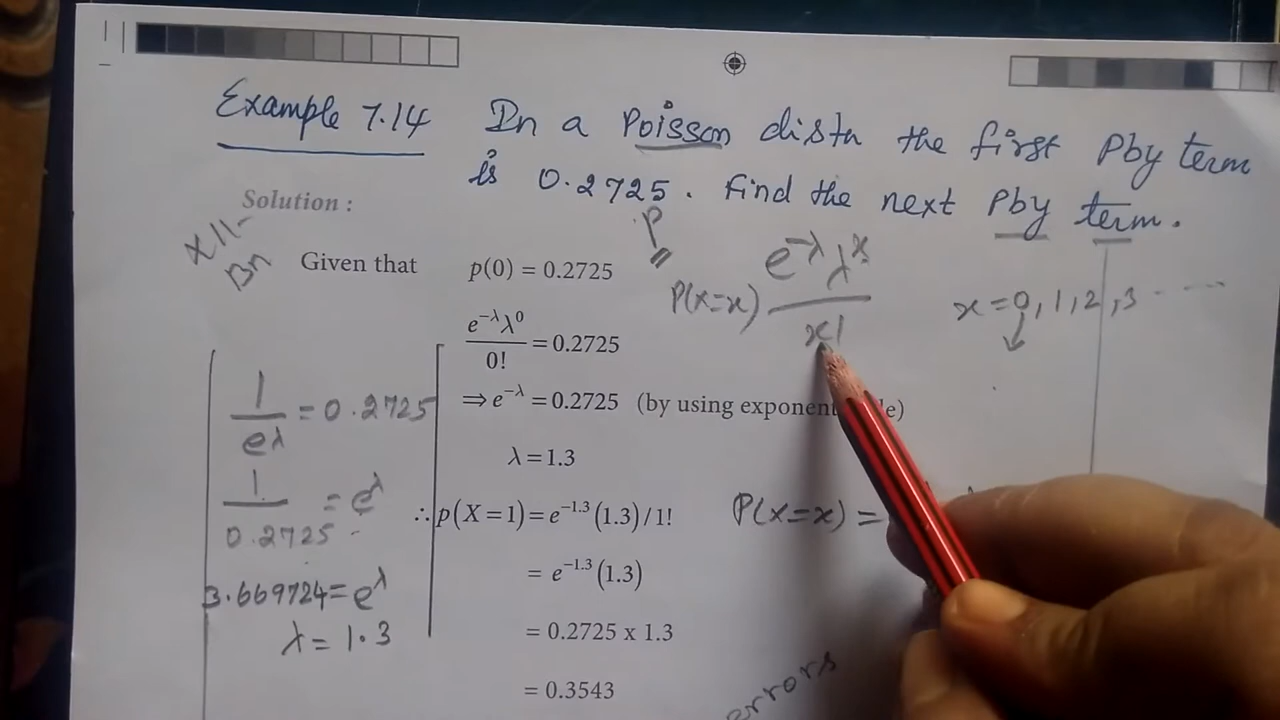 Example 7.14 In a Poisson distn the first Pby term
is 0.2725. Find the next Pby term.
Solution :
XII-
Bn
P
Given that p(0) = 0.2725
P(X=x) e^{-λ} λ^x / x!
x = 0, 1, 2, 3 ......
e^{-λ}λ^0 / 0! = 0.2725
1 / e^λ = 0.2725
⇒ e^{-λ} = 0.2725 (by using exponent
λ = 1.3
1 / 0.2725 = e^λ
∴ p(X = 1) = e^{-1.3} (1.3) / 1!
P(X=x) =
= e^{-1.3} (1.3)
3.669724 = e^λ
λ = 1.3
= 0.2725 x 1.3
= 0.3543
errors